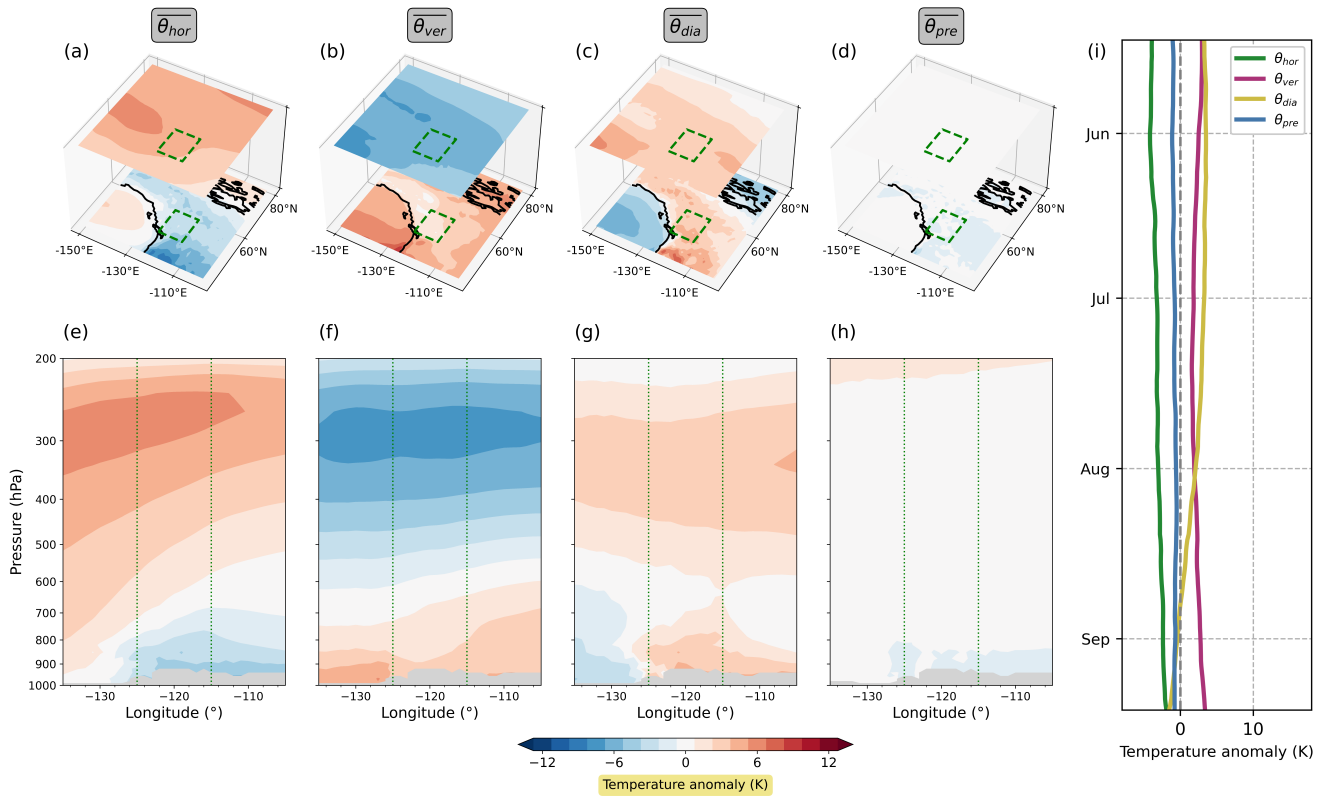 θ_hor
θ_ver
θ_dia
θ_pre
(a)
(b)
(c)
(d)
(i)
-150°E
-130°E
-110°E
60°N
80°N
-150°E
-130°E
-110°E
60°N
80°N
-150°E
-130°E
-110°E
60°N
80°N
-150°E
-130°E
-110°E
60°N
80°N
(e)
(f)
(g)
(h)
200
300
400
500
600
700
800
900
1000
Pressure (hPa)
−130
−120
−110
−130
−120
−110
−130
−120
−110
−130
−120
−110
Longitude (°)
Longitude (°)
Longitude (°)
Longitude (°)
−12
−6
0
6
12
Temperature anomaly (K)
θ_hor
θ_ver
θ_dia
θ_pre
Jun
Jul
Aug
Sep
0
10
Temperature anomaly (K)